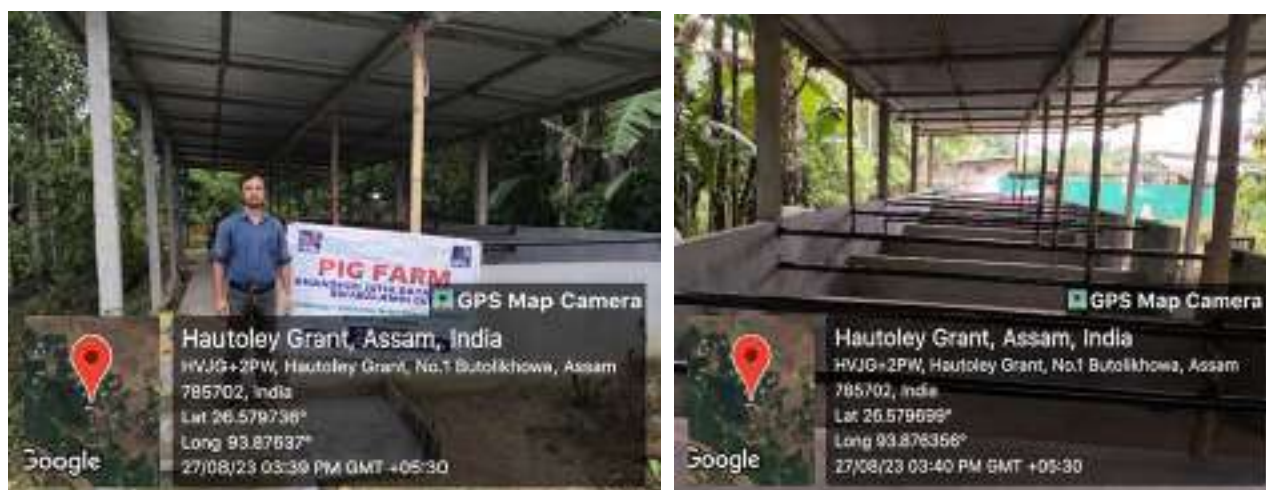 PIG FARM
GPS Map Camera
Hautoley Grant, Assam, India
HVJG+2PW, Hautoley Grant, No.1 Butolikhowa, Assam
785702, India
Lat 26.579736°
Long 93.87637°
27/08/23 03:39 PM GMT +05:30
Google
GPS Map Camera
Hautoley Grant, Assam, India
HVJG+2PW, Hautoley Grant, No.1 Butolikhowa, Assam
785702, India
Lat 26.579699°
Long 93.876356°
27/08/23 03:40 PM GMT +05:30
Google